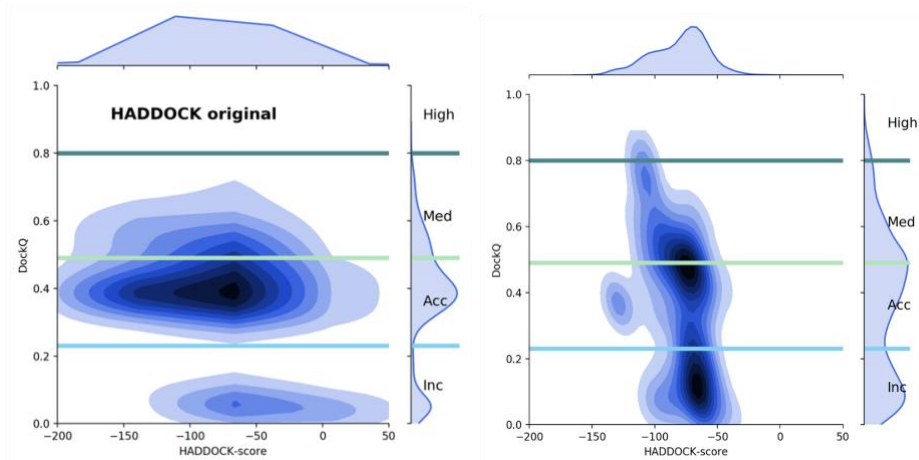 1.0
HADDOCK original
High
0.8
0.6
Med
DockQ
0.4
Acc
0.2
Inc
0.0
−200 −150 −100 −50 0 50
HADDOCK-score
1.0
High
0.8
0.6
Med
DockQ
0.4
Acc
0.2
Inc
0.0
−200 −150 −100 −50 0 50
HADDOCK-score